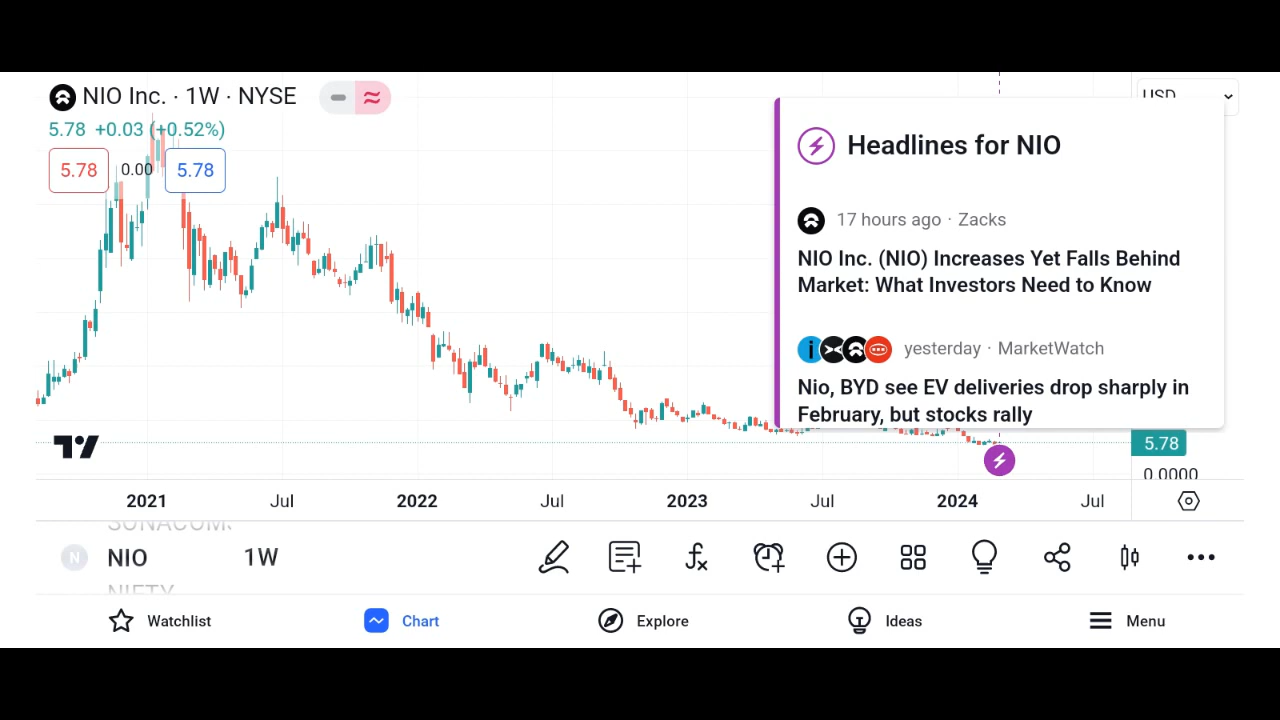 NIO Inc. · 1W · NYSE
USD
5.78 +0.03 (+0.52%)
5.78 0.00 5.78
Headlines for NIO
17 hours ago · Zacks
NIO Inc. (NIO) Increases Yet Falls Behind
Market: What Investors Need to Know
yesterday · MarketWatch
Nio, BYD see EV deliveries drop sharply in
February, but stocks rally
5.78
0.0000
2021 Jul 2022 Jul 2023 Jul 2024 Jul
N NIO 1W
NIFTY
Watchlist Chart Explore Ideas Menu